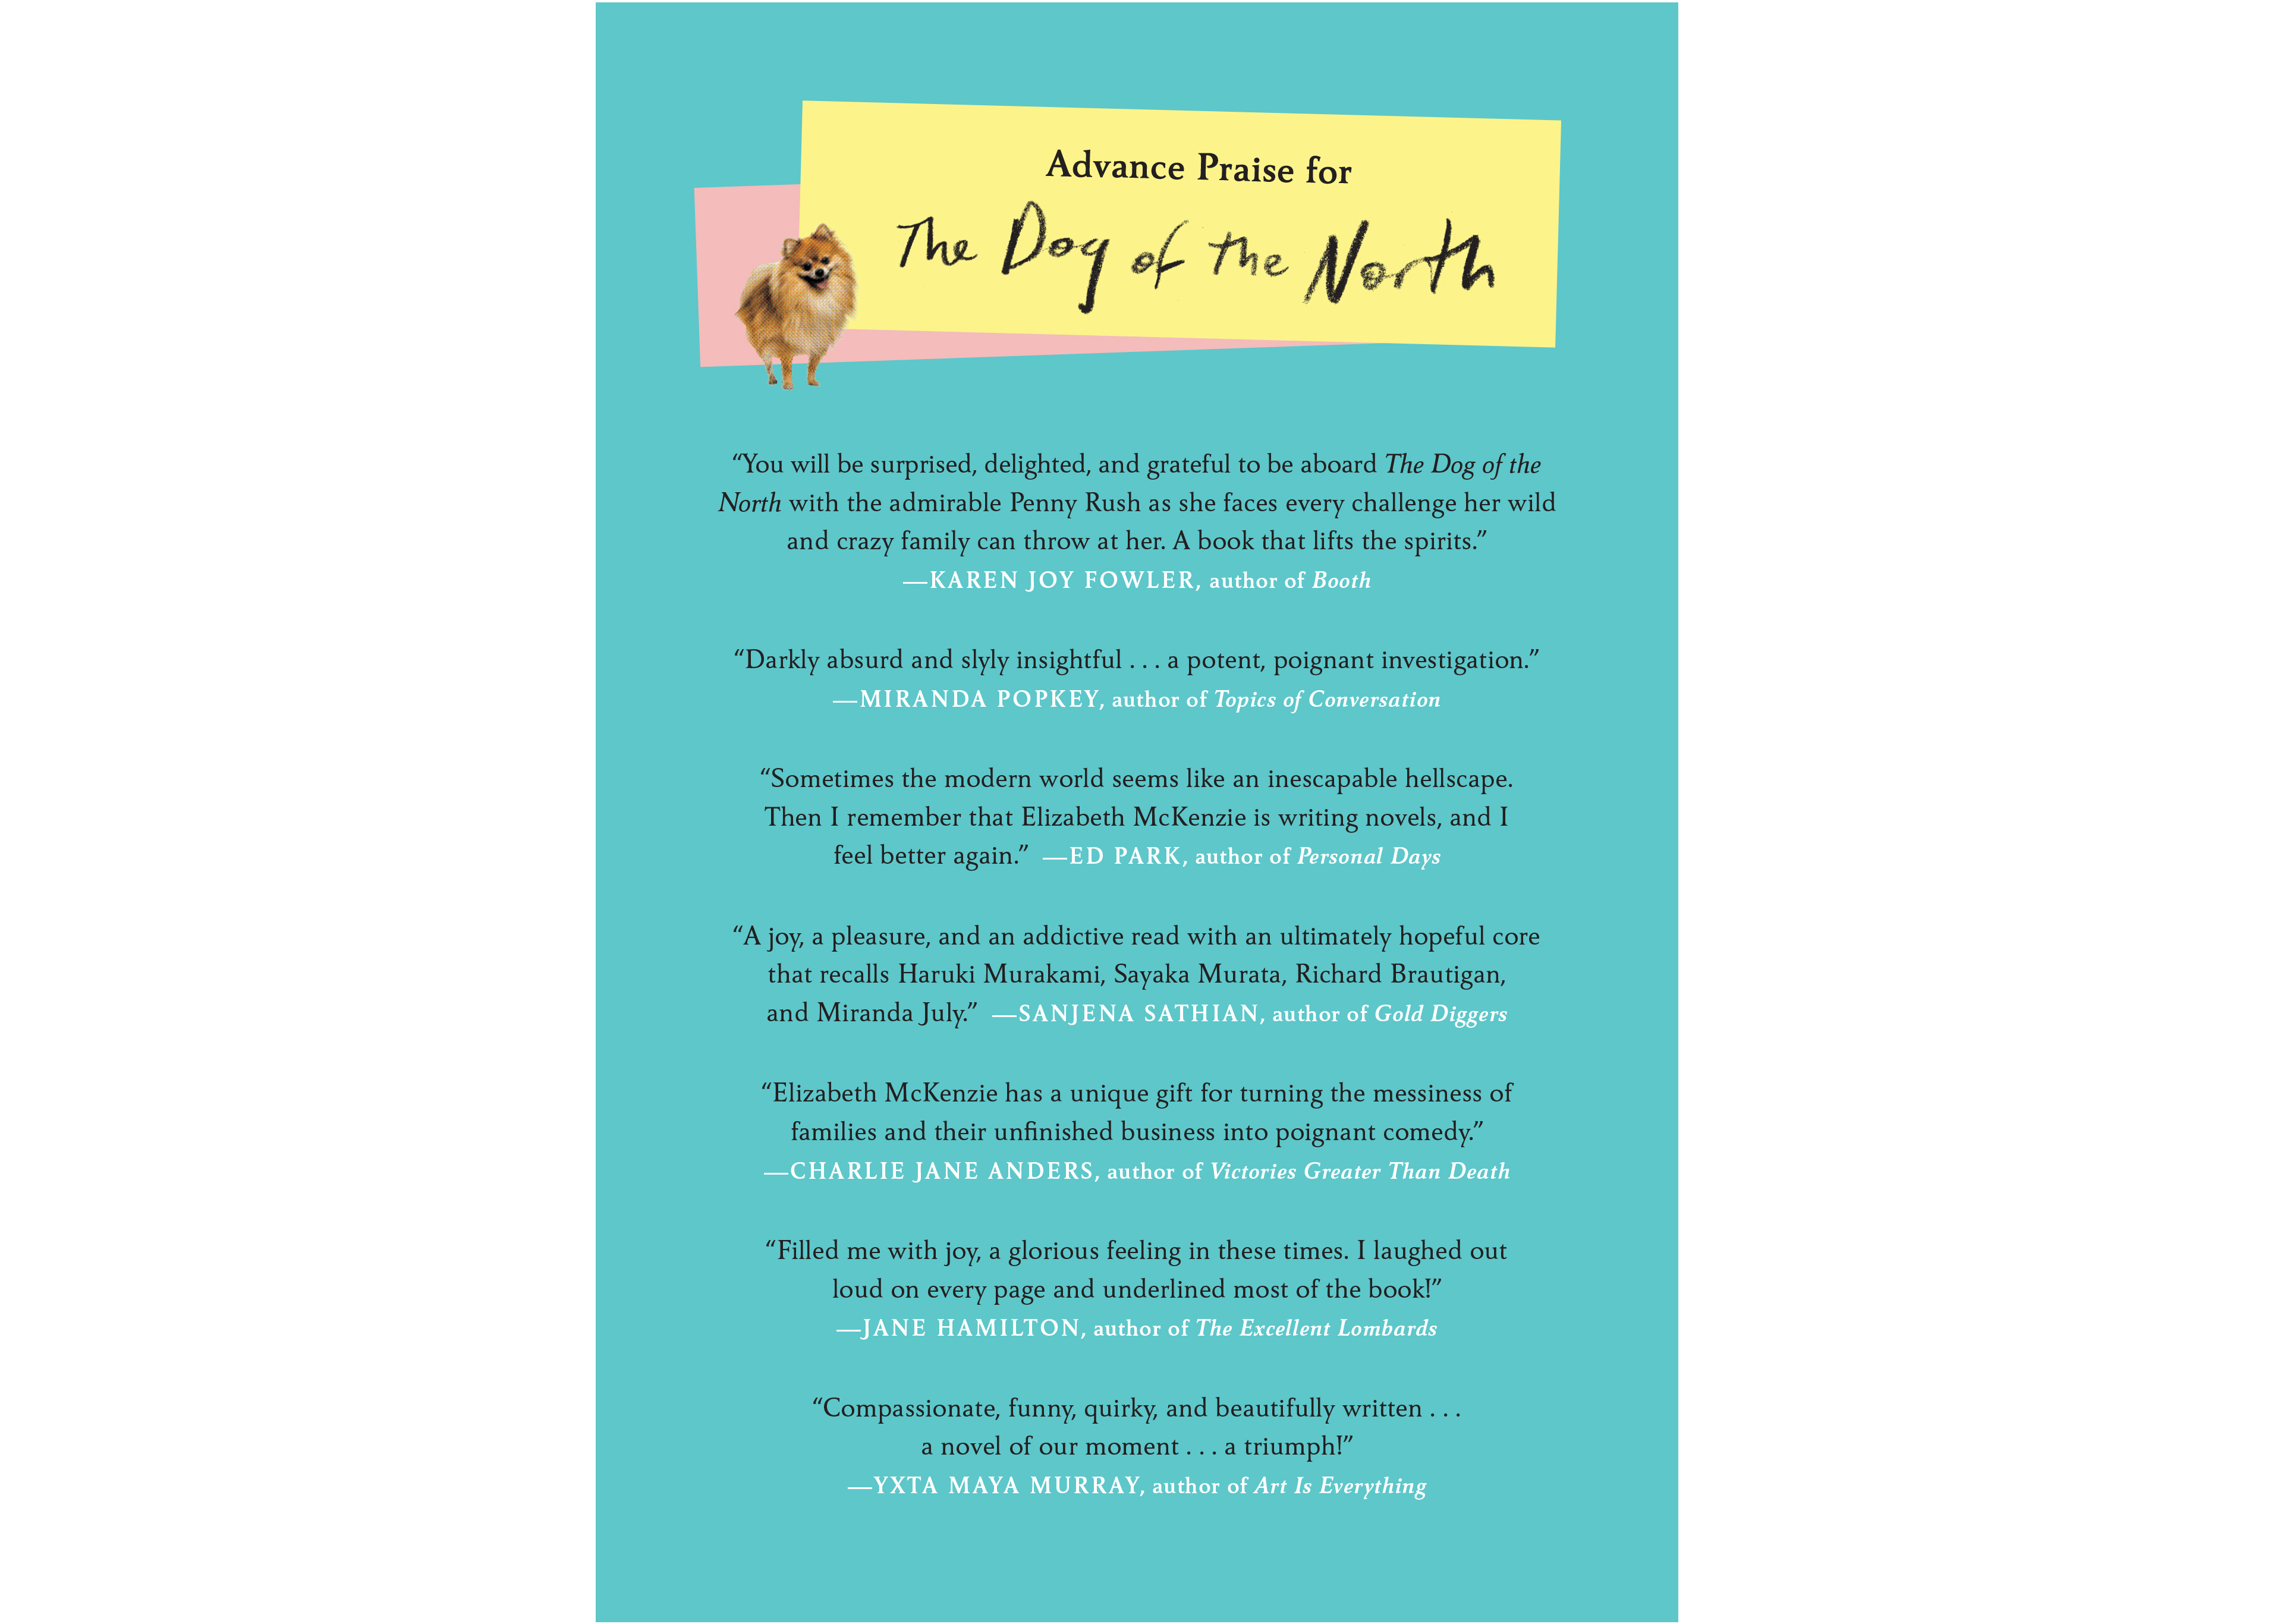 Advance Praise for
The Dog of the North
“You will be surprised, delighted, and grateful to be aboard The Dog of the
North with the admirable Penny Rush as she faces every challenge her wild
and crazy family can throw at her. A book that lifts the spirits.”
—KAREN JOY FOWLER, author of Booth
“Darkly absurd and slyly insightful . . . a potent, poignant investigation.”
—MIRANDA POPKEY, author of Topics of Conversation
“Sometimes the modern world seems like an inescapable hellscape.
Then I remember that Elizabeth McKenzie is writing novels, and I
feel better again.” —ED PARK, author of Personal Days
“A joy, a pleasure, and an addictive read with an ultimately hopeful core
that recalls Haruki Murakami, Sayaka Murata, Richard Brautigan,
and Miranda July.” —SANJENA SATHIAN, author of Gold Diggers
“Elizabeth McKenzie has a unique gift for turning the messiness of
families and their unfinished business into poignant comedy.”
—CHARLIE JANE ANDERS, author of Victories Greater Than Death
“Filled me with joy, a glorious feeling in these times. I laughed out
loud on every page and underlined most of the book!”
—JANE HAMILTON, author of The Excellent Lombards
“Compassionate, funny, quirky, and beautifully written . . .
a novel of our moment . . . a triumph!”
—YXTA MAYA MURRAY, author of Art Is Everything